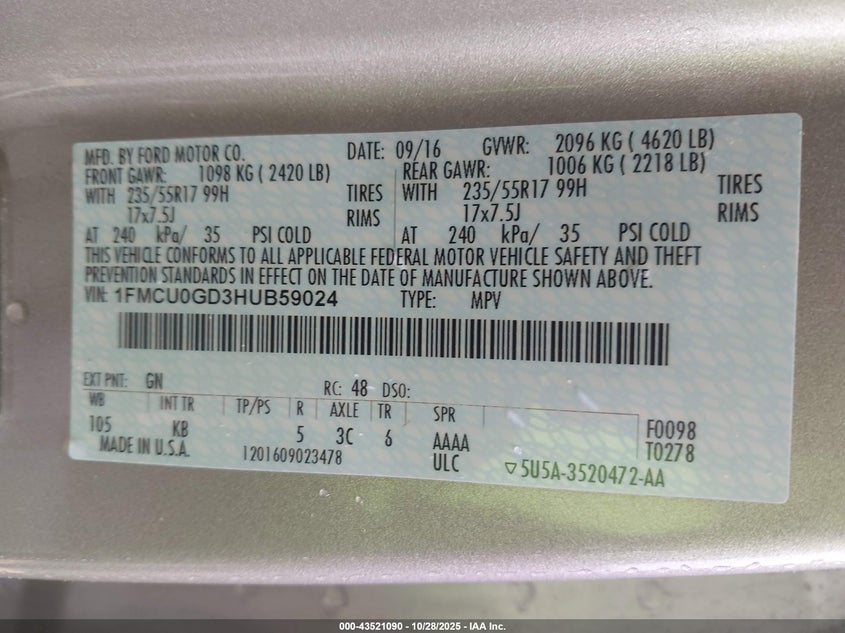 MFD. BY FORD MOTOR CO. DATE: 09/16 GVWR: 2096 KG ( 4620 LB)
FRONT GAWR: 1098 KG ( 2420 LB) REAR GAWR: 1006 KG ( 2218 LB)
WITH 235/55R17 99H TIRES WITH 235/55R17 99H TIRES
17x7.5J RIMS 17x7.5J RIMS
AT 240 kPa/ 35 PSI COLD AT 240 kPa/ 35 PSI COLD
THIS VEHICLE CONFORMS TO ALL APPLICABLE FEDERAL MOTOR VEHICLE SAFETY AND THEFT
PREVENTION STANDARDS IN EFFECT ON THE DATE OF MANUFACTURE SHOWN ABOVE.
VIN: 1FMCU0GD3HUB59024 TYPE: MPV
EXT PNT: GN RC: 48 DSO:
WB INT TR TP/PS R AXLE TR SPR
105 KB 5 3C 6 AAAA F0098
MADE IN U.S.A. 1201609023478 ULC T0278
▽5U5A-3520472-AA
000-43521090 - 10/28/2025 - IAA Inc.